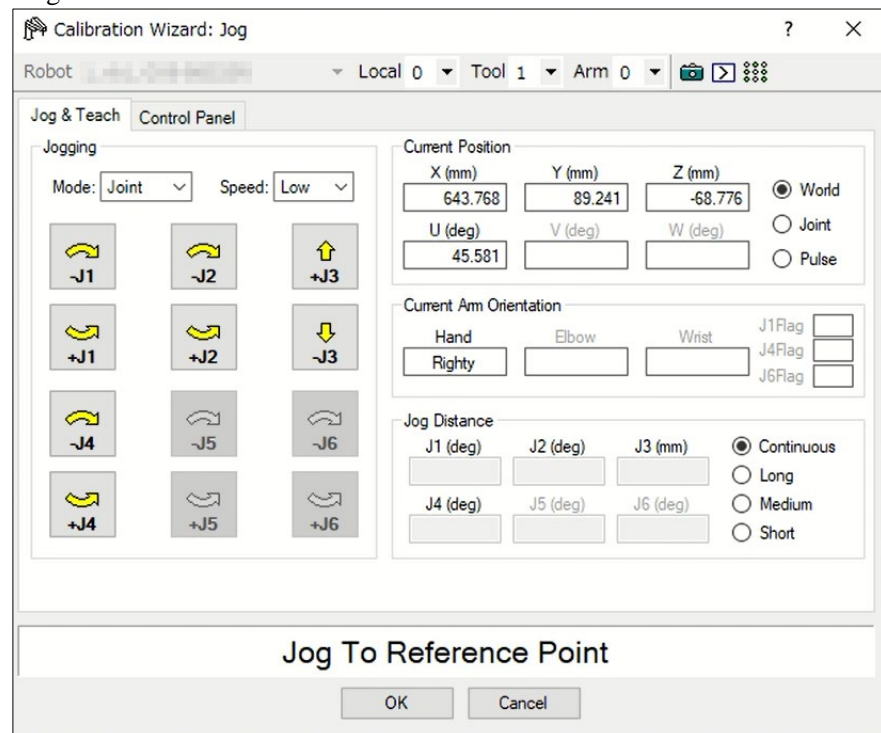 Calibration Wizard: Jog ?
Robot Local 0 Tool 1 Arm 0
Jog & Teach Control Panel
Jogging
Mode: Joint Speed: Low
-J1 -J2 +J3
+J1 +J2 -J3
-J4 -J5 -J6
+J4 +J5 +J6
Current Position
X (mm) Y (mm) Z (mm)
643.768 89.241 -68.776
U (deg) V (deg) W (deg)
45.581
World
Joint
Pulse
Current Arm Orientation
Hand Elbow Wrist
Righty
J1Flag
J4Flag
J6Flag
Jog Distance
J1 (deg) J2 (deg) J3 (mm)
J4 (deg) J5 (deg) J6 (deg)
Continuous
Long
Medium
Short
Jog To Reference Point
OK Cancel